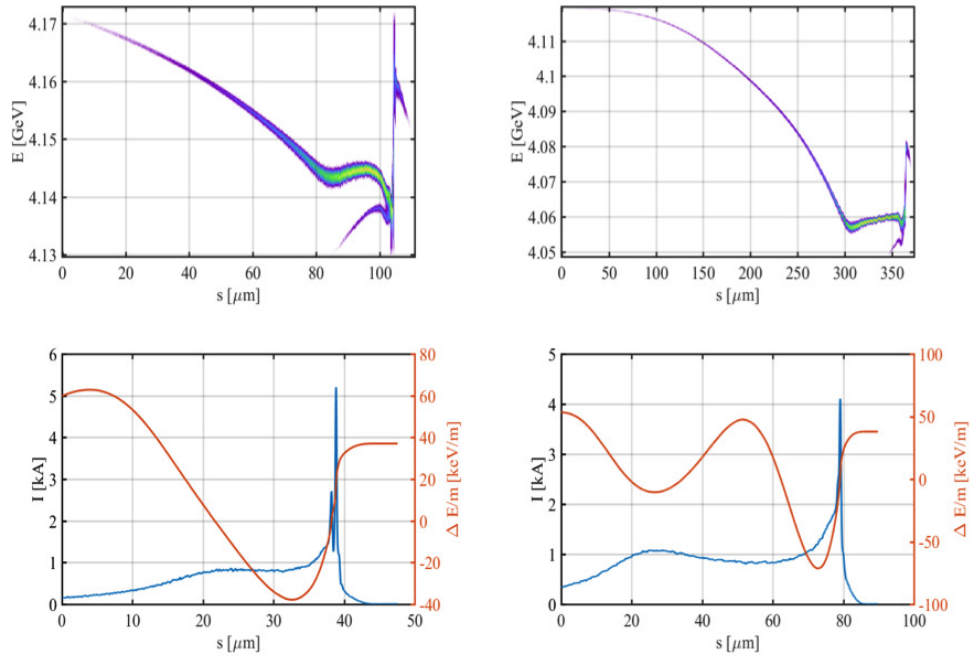 4.17
4.16
4.15
4.14
4.13
E [GeV]
0 20 40 60 80 100
s [μm]
4.11
4.1
4.09
4.08
4.07
4.06
4.05
E [GeV]
0 50 100 150 200 250 300 350
s [μm]
6
5
4
3
2
1
0
I [kA]
80
60
40
20
0
-20
-40
Δ E/m [keV/m]
0 10 20 30 40 50
s [μm]
5
4
3
2
1
0
I [kA]
100
50
0
-50
-100
Δ E/m [keV/m]
0 20 40 60 80 100
s [μm]